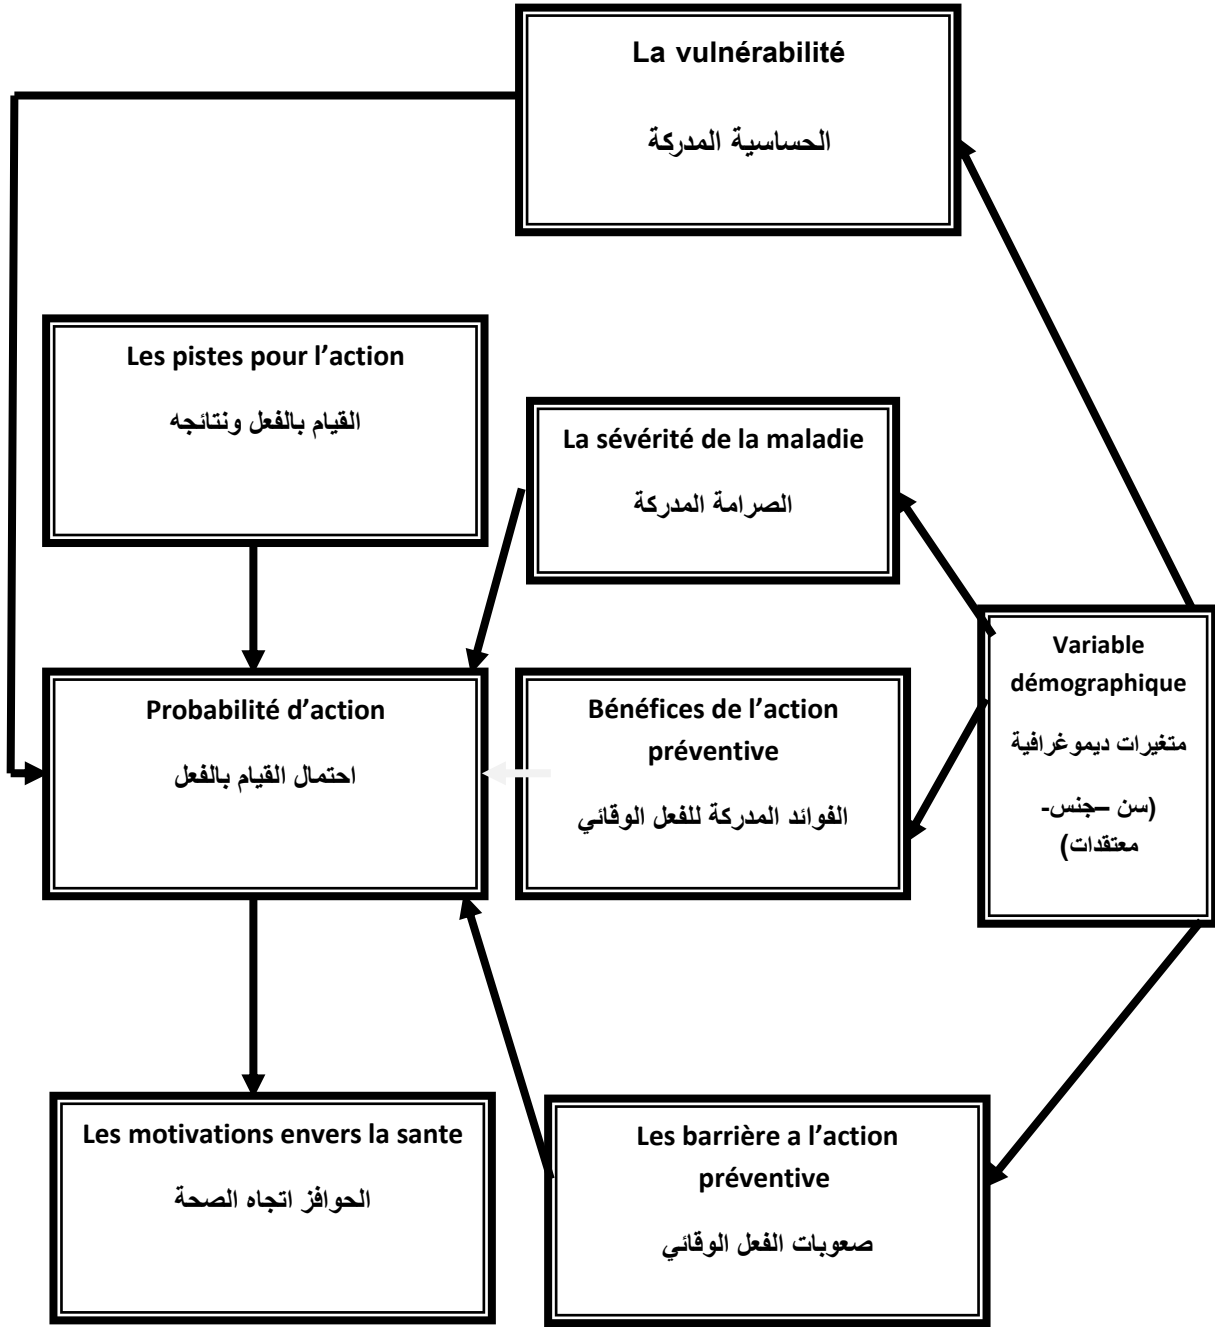 La vulnérabilité
الحساسية المدركة
Les pistes pour l’action
القيام بالفعل ونتائجه
La sévérité de la maladie
الصرامة المدركة
Variable
démographique
متغيرات ديموغرافية
(سن –جنس-
معتقدات)
Probabilité d’action
احتمال القيام بالفعل
Bénéfices de l’action
préventive
الفوائد المدركة للفعل الوقائي
Les motivations envers la sante
الحوافز اتجاه الصحة
Les barrière a l’action
préventive
صعوبات الفعل الوقائي